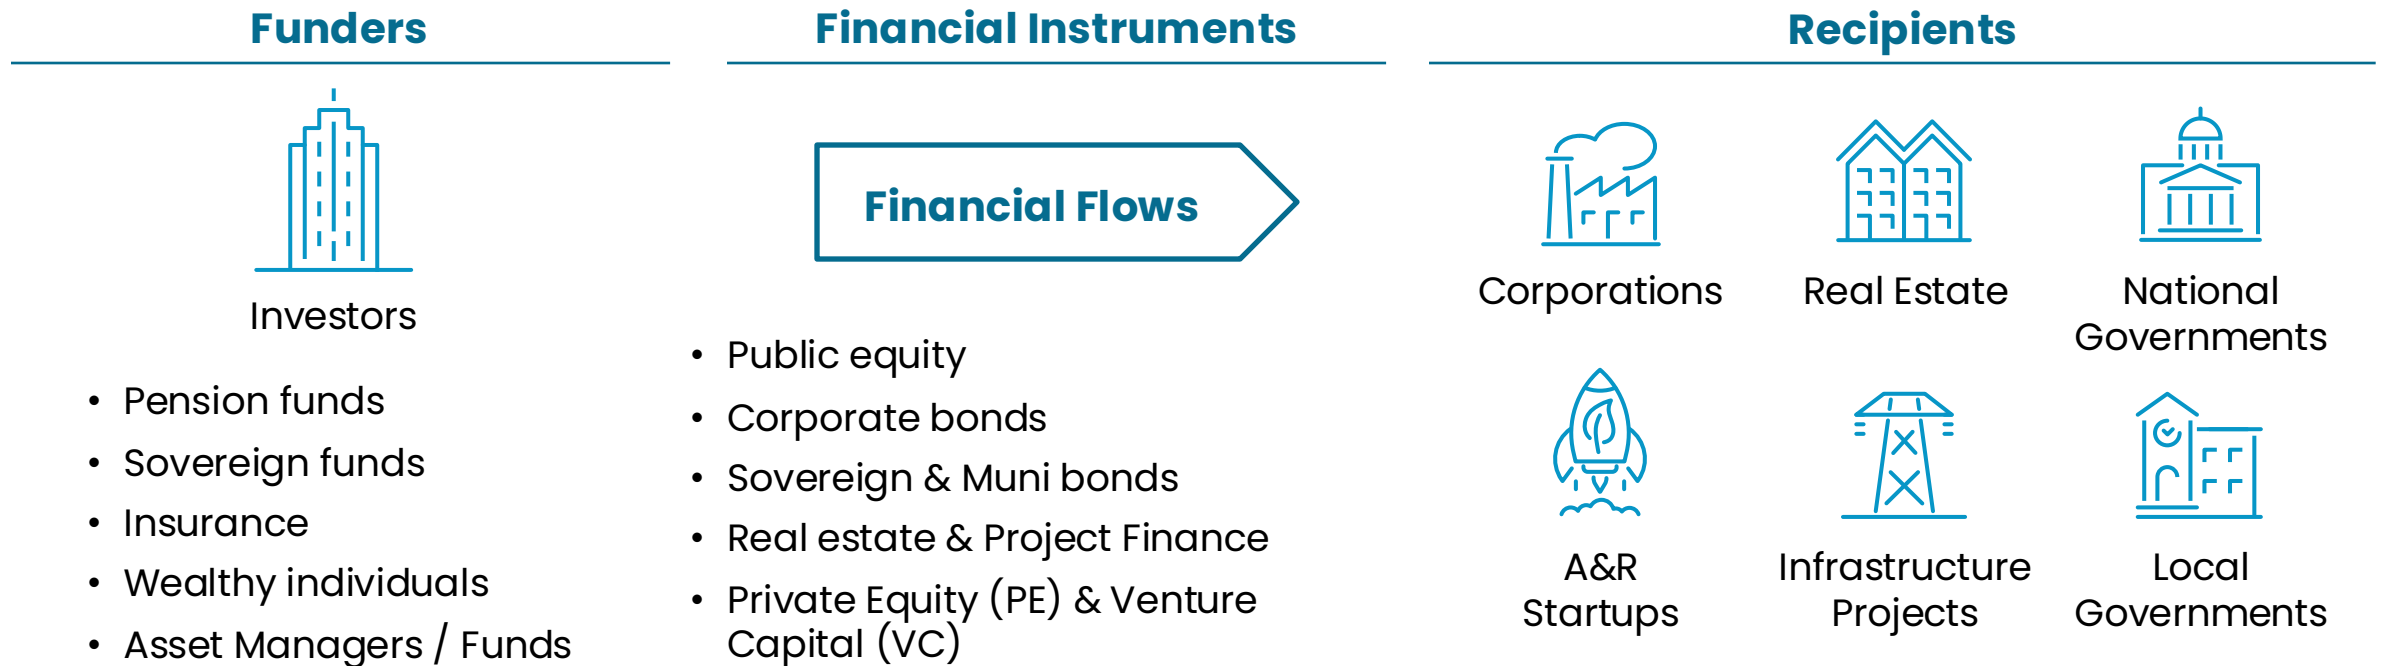 Funders
Investors
• Pension funds
• Sovereign funds
• Insurance
• Wealthy individuals
• Asset Managers / Funds
Financial Instruments
Financial Flows
• Public equity
• Corporate bonds
• Sovereign & Muni bonds
• Real estate & Project Finance
• Private Equity (PE) & Venture
Capital (VC)
Recipients
Corporations
Real Estate
National
Governments
A&R
Startups
Infrastructure
Projects
Local
Governments